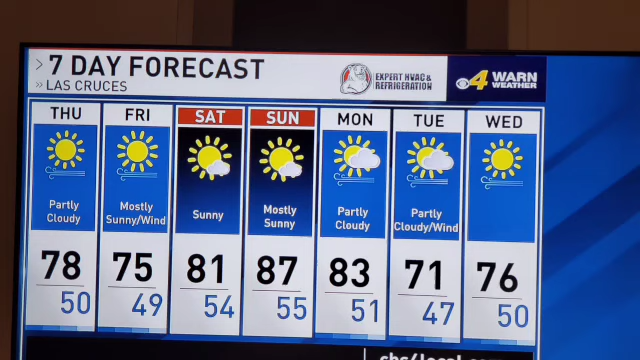 > 7 DAY FORECAST
>> LAS CRUCES
EXPERT HVAC &
REFRIGERATION
4 WARN
WEATHER
THU FRI SAT SUN MON TUE WED
Partly
Cloudy
Mostly
Sunny/Wind
Sunny
Mostly
Sunny
Partly
Cloudy
Partly
Cloudy/Wind
78 75 81 87 83 71 76
50 49 54 55 51 47 50